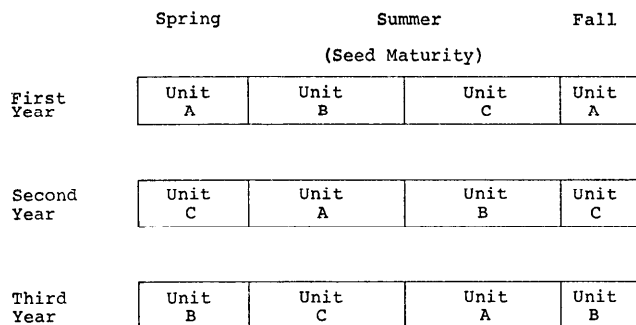 Spring Summer Fall
(Seed Maturity)
First Year Unit A Unit B Unit C Unit A
Second Year Unit C Unit A Unit B Unit C
Third Year Unit B Unit C Unit A Unit B